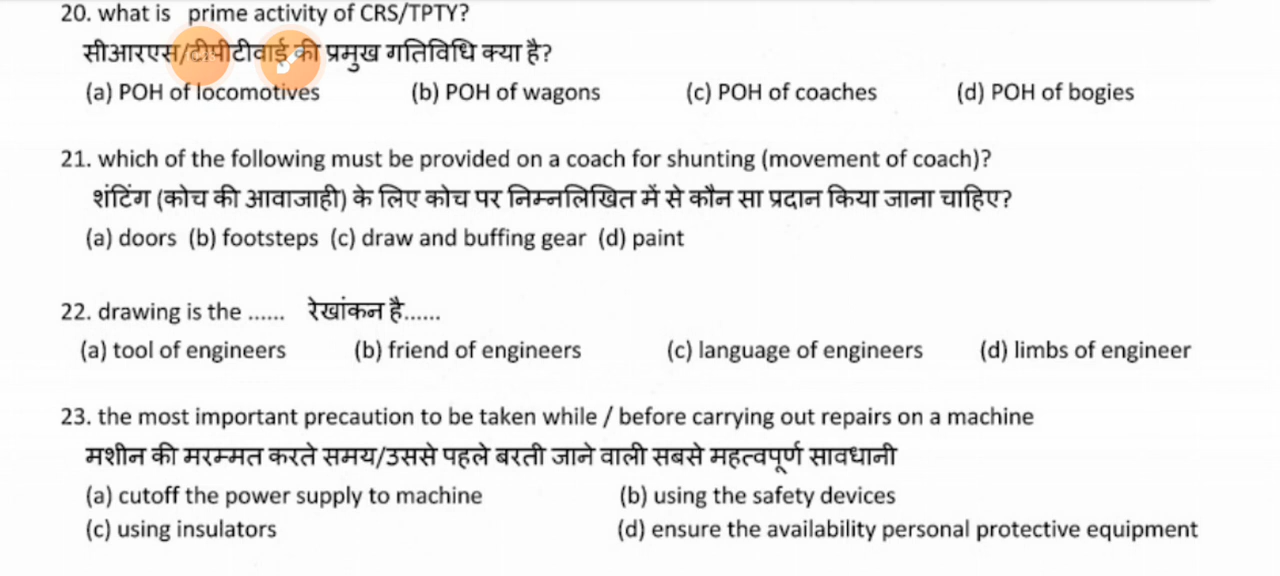 20. what is prime activity of CRS/TPTY?
सीआरएस/टीपीटीवाई की प्रमुख गतिविधि क्या है?
(a) POH of locomotives (b) POH of wagons (c) POH of coaches (d) POH of bogies
21. which of the following must be provided on a coach for shunting (movement of coach)?
शंटिंग (कोच की आवाजाही) के लिए कोच पर निम्नलिखित में से कौन सा प्रदान किया जाना चाहिए?
(a) doors (b) footsteps (c) draw and buffing gear (d) paint
22. drawing is the ...... रेखांकन है......
(a) tool of engineers (b) friend of engineers (c) language of engineers (d) limbs of engineer
23. the most important precaution to be taken while / before carrying out repairs on a machine
मशीन की मरम्मत करते समय/उससे पहले बरती जाने वाली सबसे महत्वपूर्ण सावधानी
(a) cutoff the power supply to machine (b) using the safety devices
(c) using insulators (d) ensure the availability personal protective equipment